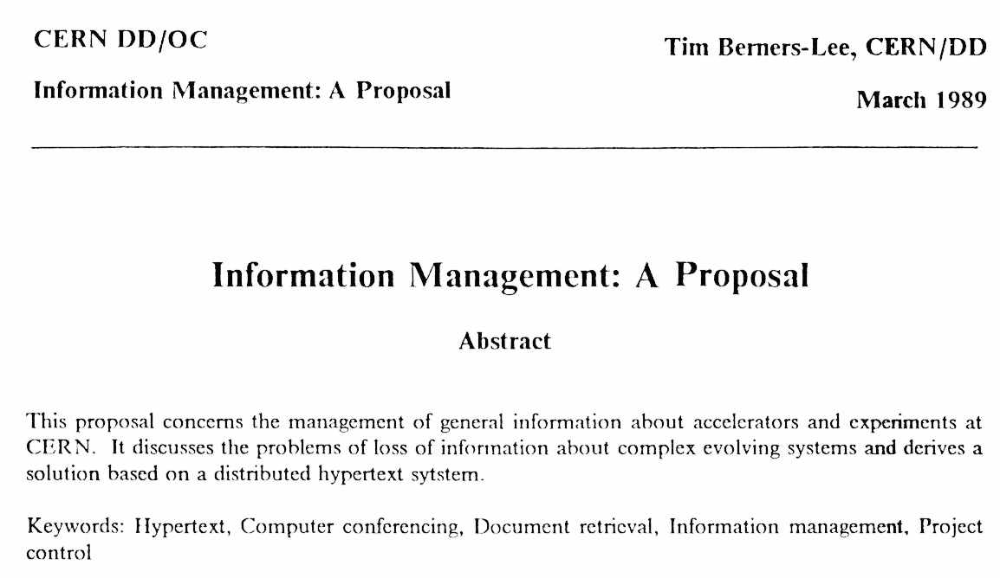 CERN DD/OC
Tim Berners-Lee, CERN/DD
Information Management: A Proposal
March 1989
Information Management: A Proposal
Abstract
This proposal concerns the management of general information about accelerators and experiments at
CERN. It discusses the problems of loss of information about complex evolving systems and derives a
solution based on a distributed hypertext sytstem.
Keywords: Hypertext, Computer conferencing, Document retrieval, Information management, Project
control